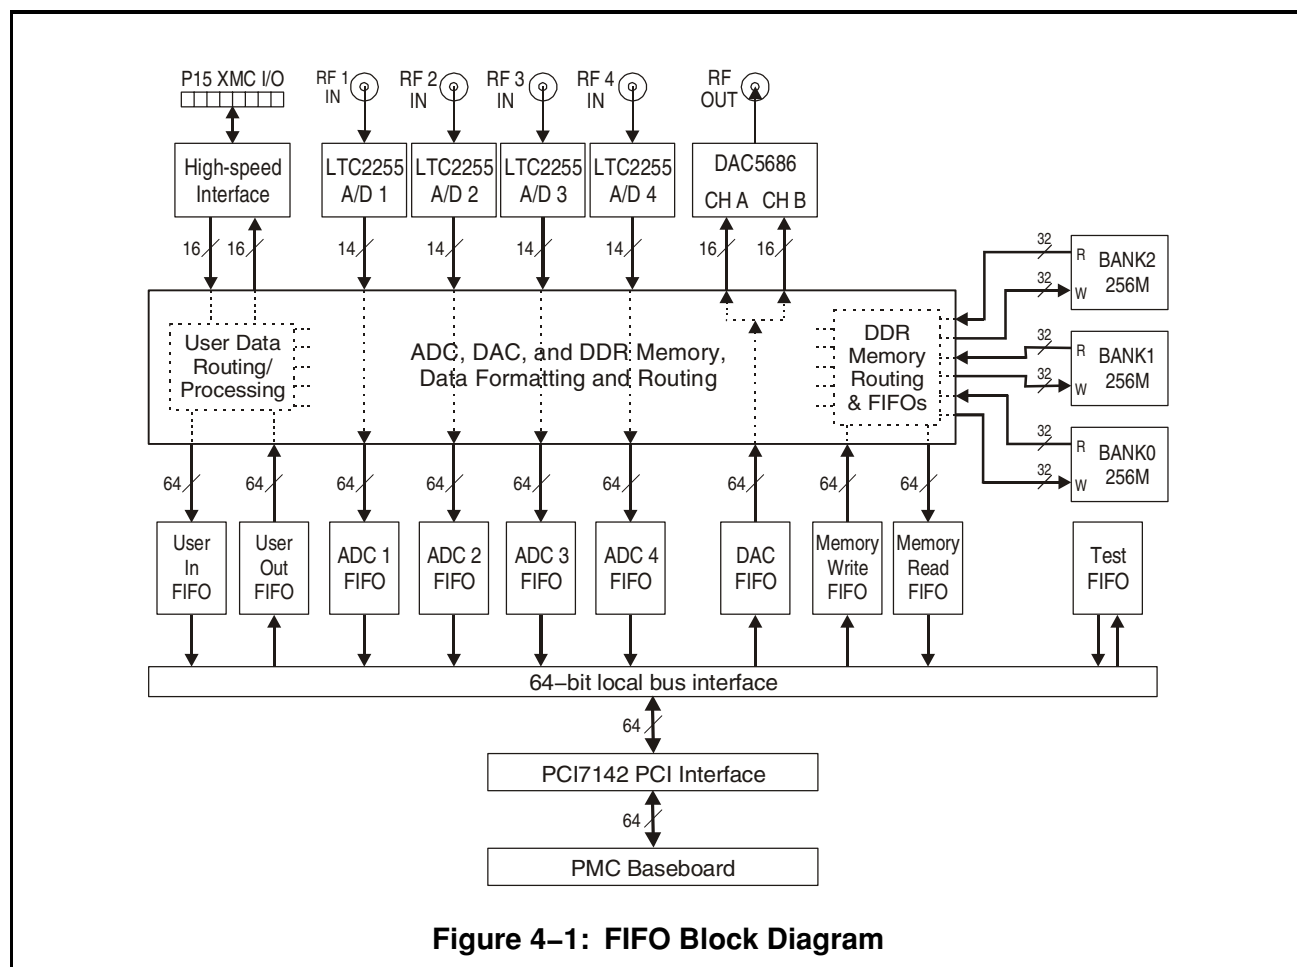 P15 XMC I/O
RF 1
IN
RF 2
IN
RF 3
IN
RF 4
IN
RF
OUT
High-speed
Interface
LTC2255
A/D 1
LTC2255
A/D 2
LTC2255
A/D 3
LTC2255
A/D 4
DAC5686
CH A CH B
16
16
14
14
14
14
16
16
32
R
32
W
BANK2
256M
32
R
32
W
BANK1
256M
32
R
32
W
BANK0
256M
User Data
Routing/
Processing
ADC, DAC, and DDR Memory,
Data Formatting and Routing
DDR
Memory
Routing
& FIFOs
64
64
64
64
64
64
64
64
64
User
In
FIFO
User
Out
FIFO
ADC 1
FIFO
ADC 2
FIFO
ADC 3
FIFO
ADC 4
FIFO
DAC
FIFO
Memory
Write
FIFO
Memory
Read
FIFO
Test
FIFO
64–bit local bus interface
64
PCI7142 PCI Interface
64
PMC Baseboard
Figure 4–1: FIFO Block Diagram